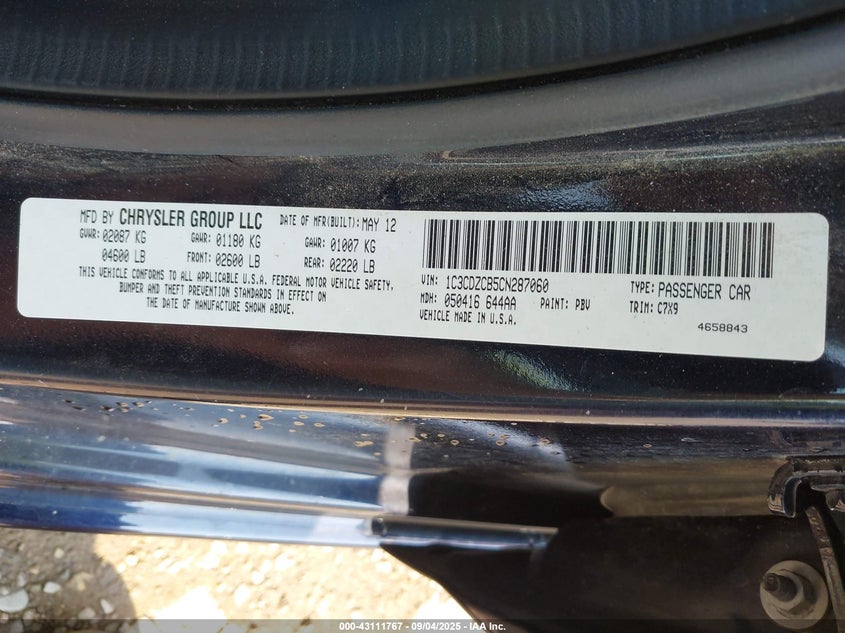 MFD BY CHRYSLER GROUP LLC DATE OF MFR(BUILT): MAY 12
GVWR: 02087 KG GAWR: 01180 KG GAWR: 01007 KG
04600 LB FRONT: 02600 LB REAR: 02220 LB
THIS VEHICLE CONFORMS TO ALL APPLICABLE U.S.A. FEDERAL MOTOR VEHICLE SAFETY,
BUMPER AND THEFT PREVENTION STANDARDS IN EFFECT ON
THE DATE OF MANUFACTURE SHOWN ABOVE.
VIN: 1C3CDZCB5CN287060 TYPE: PASSENGER CAR
MDH: 050416 644AA PAINT: PBV TRIM: C7X9
VEHICLE MADE IN U.S.A.
4658843
000-43111767 - 09/04/2025 - IAA, Inc.